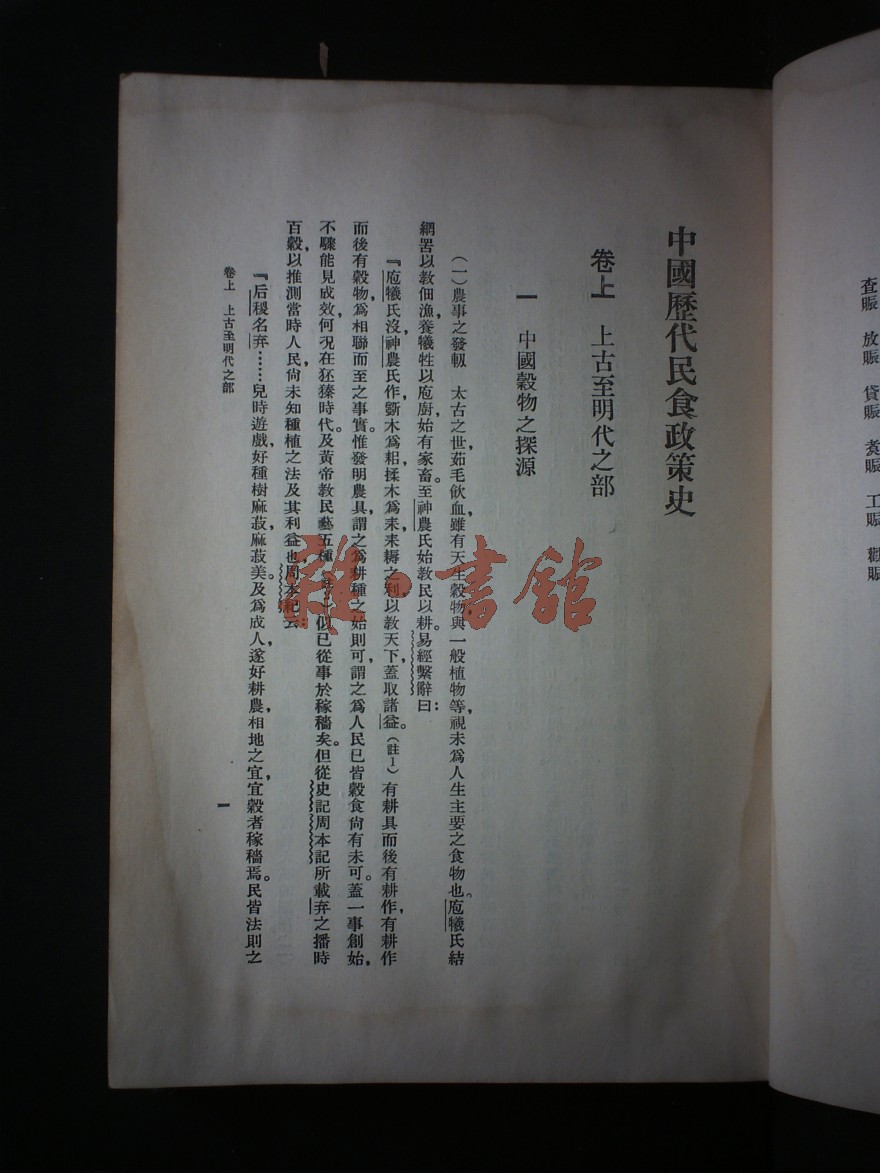 中國歷代民食政策史
卷上　上古至明代之部
一　中國穀物之探源
（一）農事之發軔　太古之世茹毛飲血雖有天生穀物與一般植物等視未爲人生主要之食物也。庖犧氏結
網罟以教佃漁養犧牲以庖廚始有家畜。至神農氏始教民以耕易經繫辭曰：
『庖犧氏沒，神農氏作，斵木爲耜，揉木爲耒，耒耨之利，以教天下，蓋取諸益。（註1）有耕具而後有耕作，有耕作
而後有穀物，爲相聯而至之事實。惟發明農具，謂之爲耕種之始則可，謂之爲人民已皆穀食，尚有未可。蓋一事創始，
不驟能見成效，何況在狉獉時代。及黃帝教民藝五種，似已從事於稼穡矣。但從史記周本記所載弃之播時
百穀，以推測當時人民，尚未知種植之法及其利益也，周本紀云：
『后稷名弃……兒時遊戲，好種樹麻菽，麻菽美。及爲成人，遂好耕農，相地之宜，宜穀者稼穡焉。民皆法則之
卷上　上古至明代之部
一
查賑　放賑　貸賑　煑賑　工賑　勸賑
雜·書館